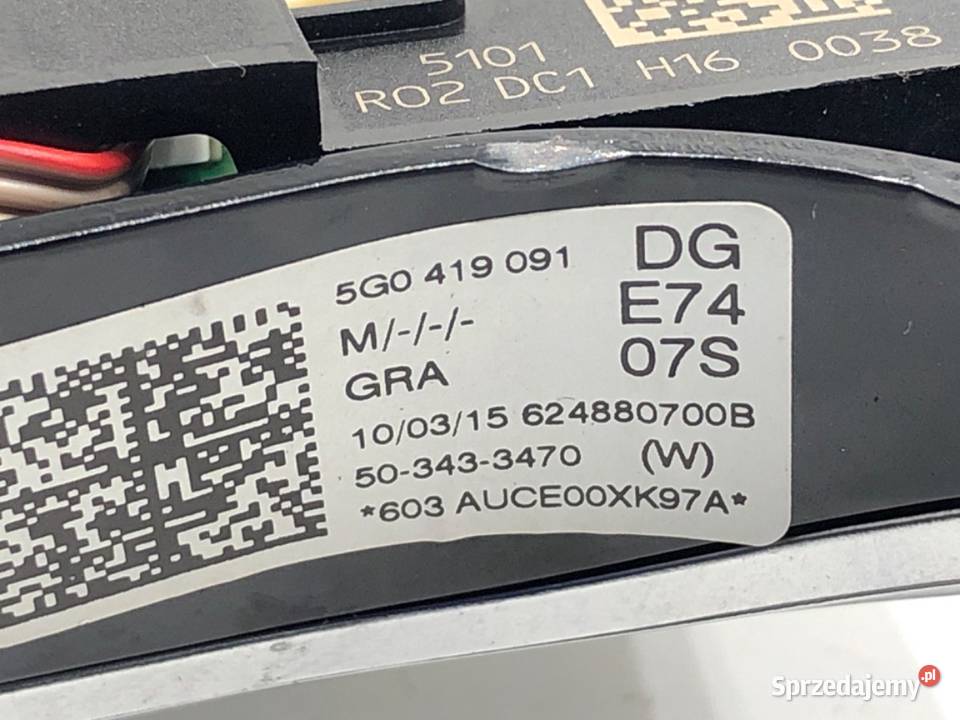 5101
R02 DC1 H16 0038
5G0 419 091 DG
M/-/-/- E74
GRA 07S
10/03/15 624880700B
50-343-3470 (W)
*603 AUCE00XK97A*
Sprzedajemy.pl